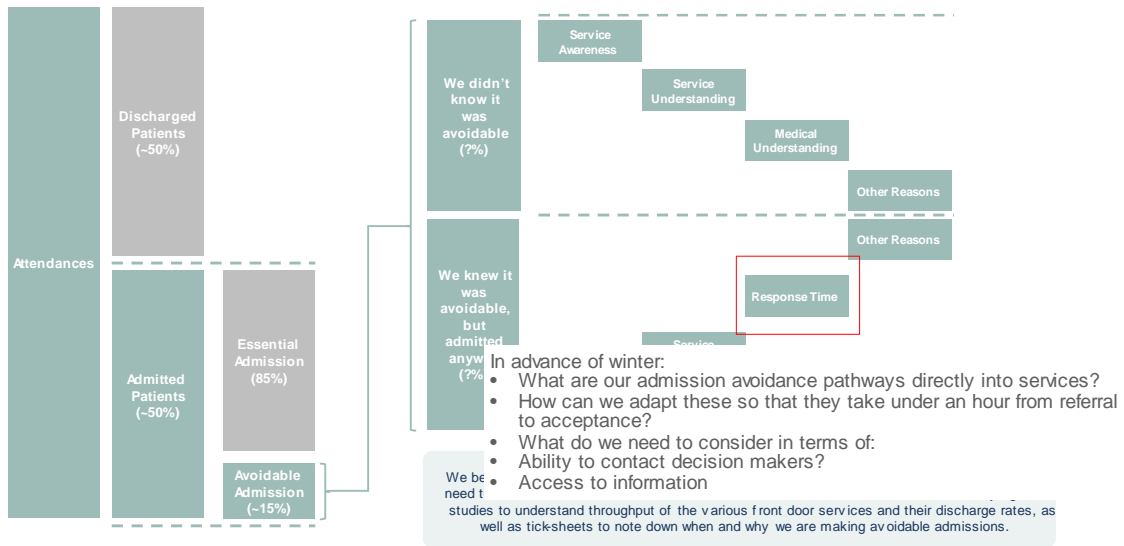 Attendances
Discharged
Patients
(~50%)
Admitted
Patients
(~50%)
Essential
Admission
(85%)
Avoidable
Admission
(~15%)
We didn't
know it
was
avoidable
(?%)
Service
Awareness
Service
Understanding
Medical
Understanding
Other Reasons
We knew it
was
avoidable,
but
admitted
(?%
Other Reasons
Response Time
In advance of winter:
• What are our admission avoidance pathways directly into services?
• How can we adapt these so that they take under an hour from referral
to acceptance?
• What do we need to consider in terms of:
• Ability to contact decision makers?
• Access to information
We
need
studies to understand throughput of the various front door services and their discharge rates, as
well as tick-sheets to note down when and why we are making avoidable admissions.